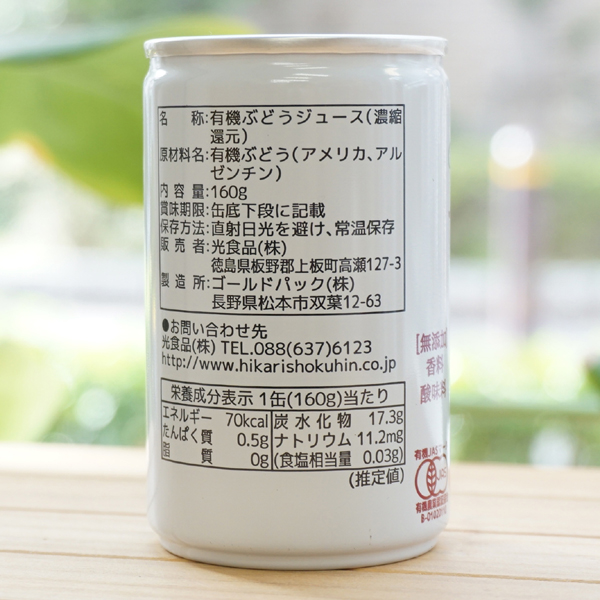 名 称:有機ぶどうジュース(濃縮
還元)
原材料名:有機ぶどう(アメリカ、アル
ゼンチン)
内容量:160g
賞味期限:缶底下段に記載
保存方法:直射日光を避け、常温保存
販売者:光食品(株)
徳島県板野郡上板町高瀬127-3
製造所:ゴールドパック(株)
長野県松本市双葉12-63
●お問い合わせ先
光食品(株) TEL.088(637)6123
http://www.hikarishokuhin.co.jp
栄養成分表示 1缶(160g)当たり
エネルギー 70kcal 炭水化物 17.3g
たんぱく質 0.5g ナトリウム 11.2mg
脂質 0g (食塩相当量 0.03g)
(推定値)
[無添加
香料
酸味料
有機JASマーク
JAS